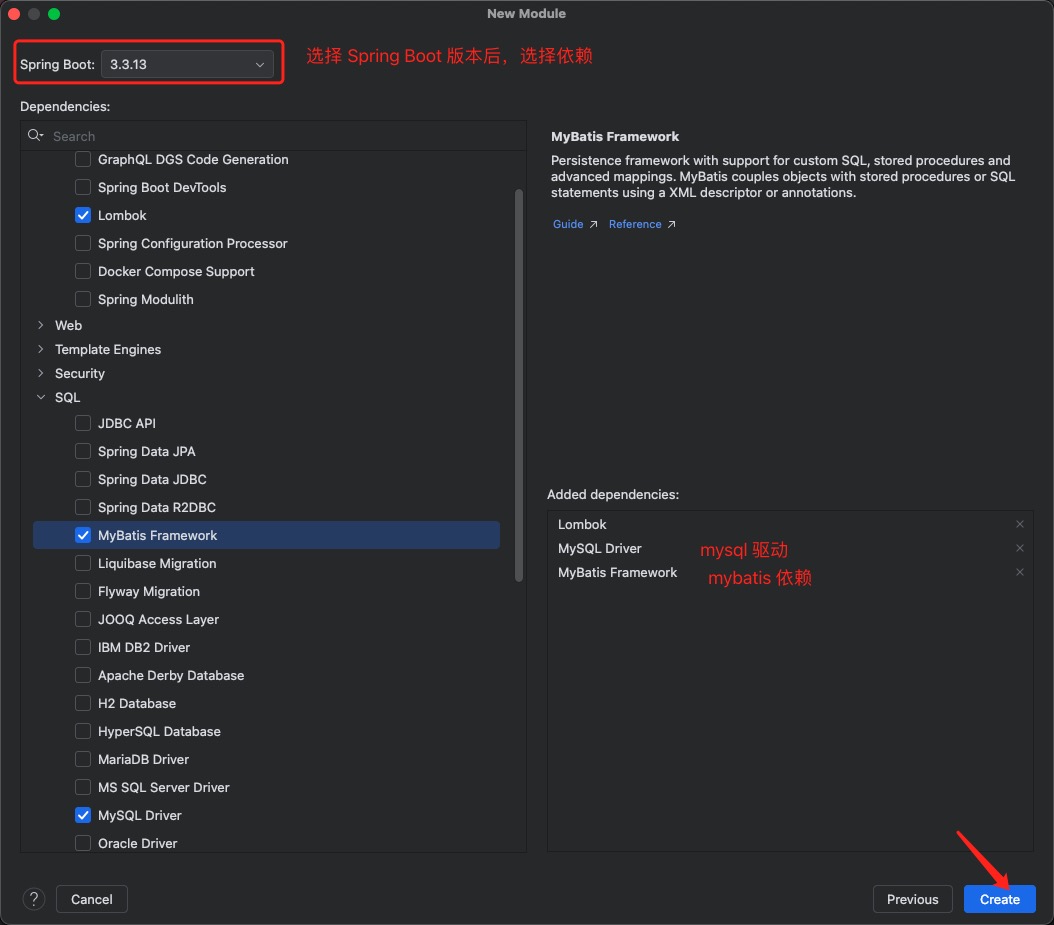 New Module
Spring Boot: 3.3.13
选择 Spring Boot 版本后，选择依赖
Dependencies:
Search
GraphQL DGS Code Generation
Spring Boot DevTools
Lombok
Spring Configuration Processor
Docker Compose Support
Spring Modulith
Web
Template Engines
Security
SQL
JDBC API
Spring Data JPA
Spring Data JDBC
Spring Data R2DBC
MyBatis Framework
Liquibase Migration
Flyway Migration
JOOQ Access Layer
IBM DB2 Driver
Apache Derby Database
H2 Database
HyperSQL Database
MariaDB Driver
MS SQL Server Driver
MySQL Driver
Oracle Driver
MyBatis Framework
Persistence framework with support for custom SQL, stored procedures and
advanced mappings. MyBatis couples objects with stored procedures or SQL
statements using a XML descriptor or annotations.
Guide ↗ Reference ↗
Added dependencies:
Lombok
MySQL Driver mysql 驱动
MyBatis Framework mybatis 依赖
? Cancel Previous Create